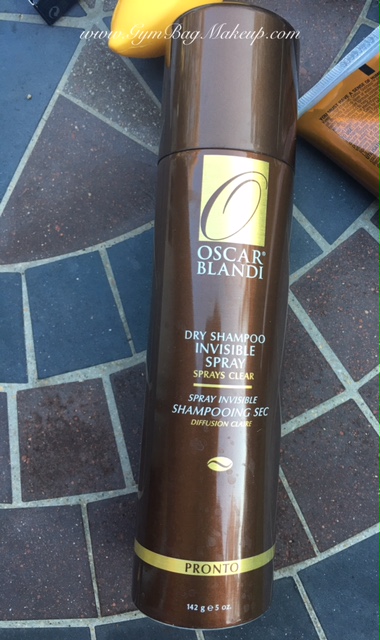 www.GymBagMakeup.com
O
OSCAR®
BLANDI
DRY SHAMPOO
INVISIBLE
SPRAY
SPRAYS CLEAR
SPRAY INVISIBLE
SHAMPOOING SEC
DIFFUSION CLAIRE
PRONTO
142 g e 5 oz.